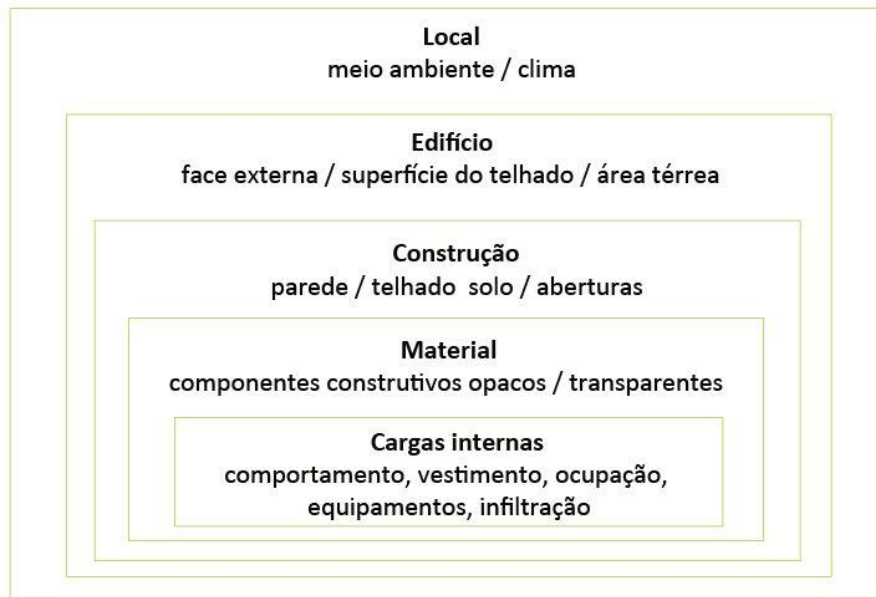 Local
meio ambiente / clima
Edifício
face externa / superfície do telhado / área térrea
Construção
parede / telhado solo / aberturas
Material
componentes construtivos opacos / transparentes
Cargas internas
comportamento, vestimento, ocupação,
equipamentos, infiltração